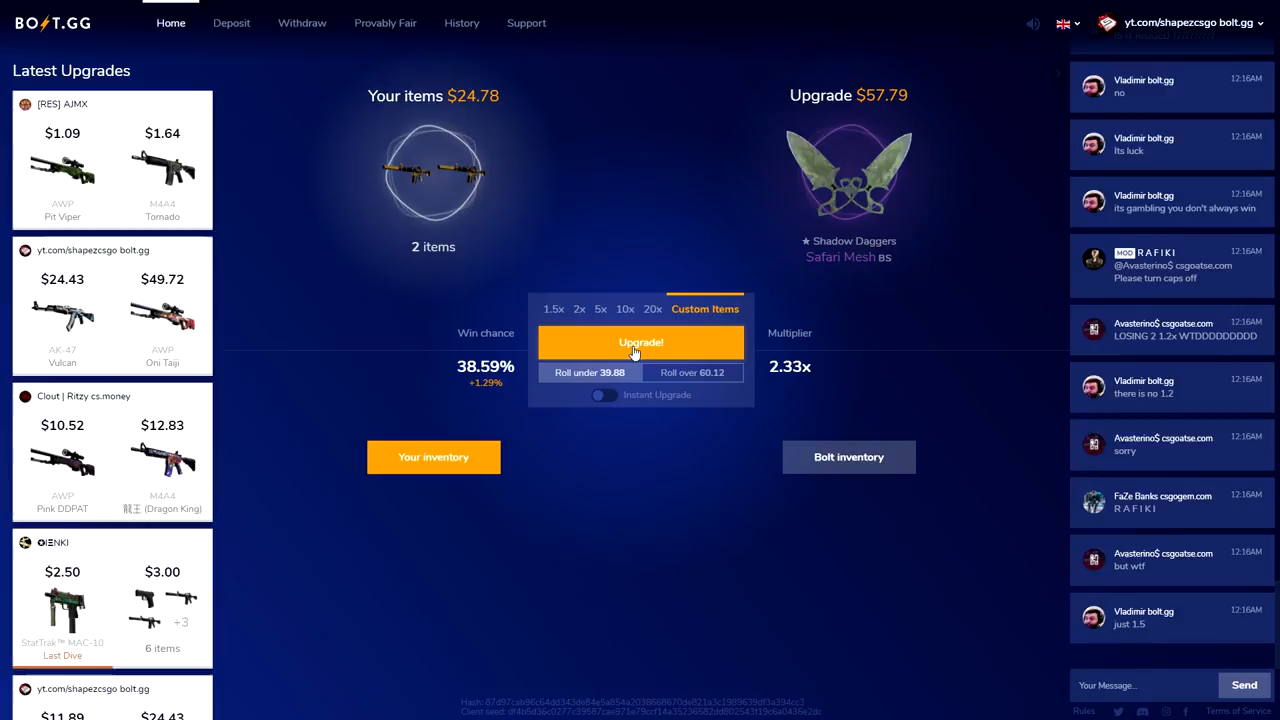 BOLT.GG
Home
Deposit
Withdraw
Provably Fair
History
Support
yt.com/shapezcsgo bolt.gg
Latest Upgrades
[RES] AJMX
$1.09
$1.64
AWP
M4A4
Pit Viper
Tornado
yt.com/shapezcsgo bolt.gg
$24.43
$49.72
AK-47
AWP
Vulcan
Oni Taiji
Clout | Ritzy cs.money
$10.52
$12.83
AWP
M4A4
Pink DDPAT
龍王 (Dragon King)
$2.50
$3.00
+3
StatTrak™ MAC-10
6 items
Last Dive
yt.com/shapezcsgo bolt.gg
$11.89
$24.43
Your items $24.78
2 items
Upgrade $57.79
★ Shadow Daggers
Safari Mesh BS
1.5x
2x
5x
10x
20x
Custom Items
Win chance
Upgrade!
Multiplier
38.59%
+1.29%
Roll under 39.88
Roll over 60.12
2.33x
Instant Upgrade
Your inventory
Bolt inventory
Vladimir bolt.gg 12:16AM
no
Vladimir bolt.gg 12:16AM
Its luck
Vladimir bolt.gg 12:16AM
its gambling you don't always win
MOD R A F I K I 12:16AM
@Avasterino$ csgoatse.com
Please turn caps off
Avasterino$ csgoatse.com 12:16AM
LOSING 2 1.2x WTDDDDDDDD
Vladimir bolt.gg 12:16AM
there is no 1,2
Avasterino$ csgoatse.com 12:16AM
sorry
FaZe Banks csgogem.com 12:16AM
R A F I K I
Avasterino$ csgoatse.com 12:16AM
but wtf
Vladimir bolt.gg 12:16AM
just 1.5
Your Message...
Send
Rules
Terms of Service
Hash:
Client seed: